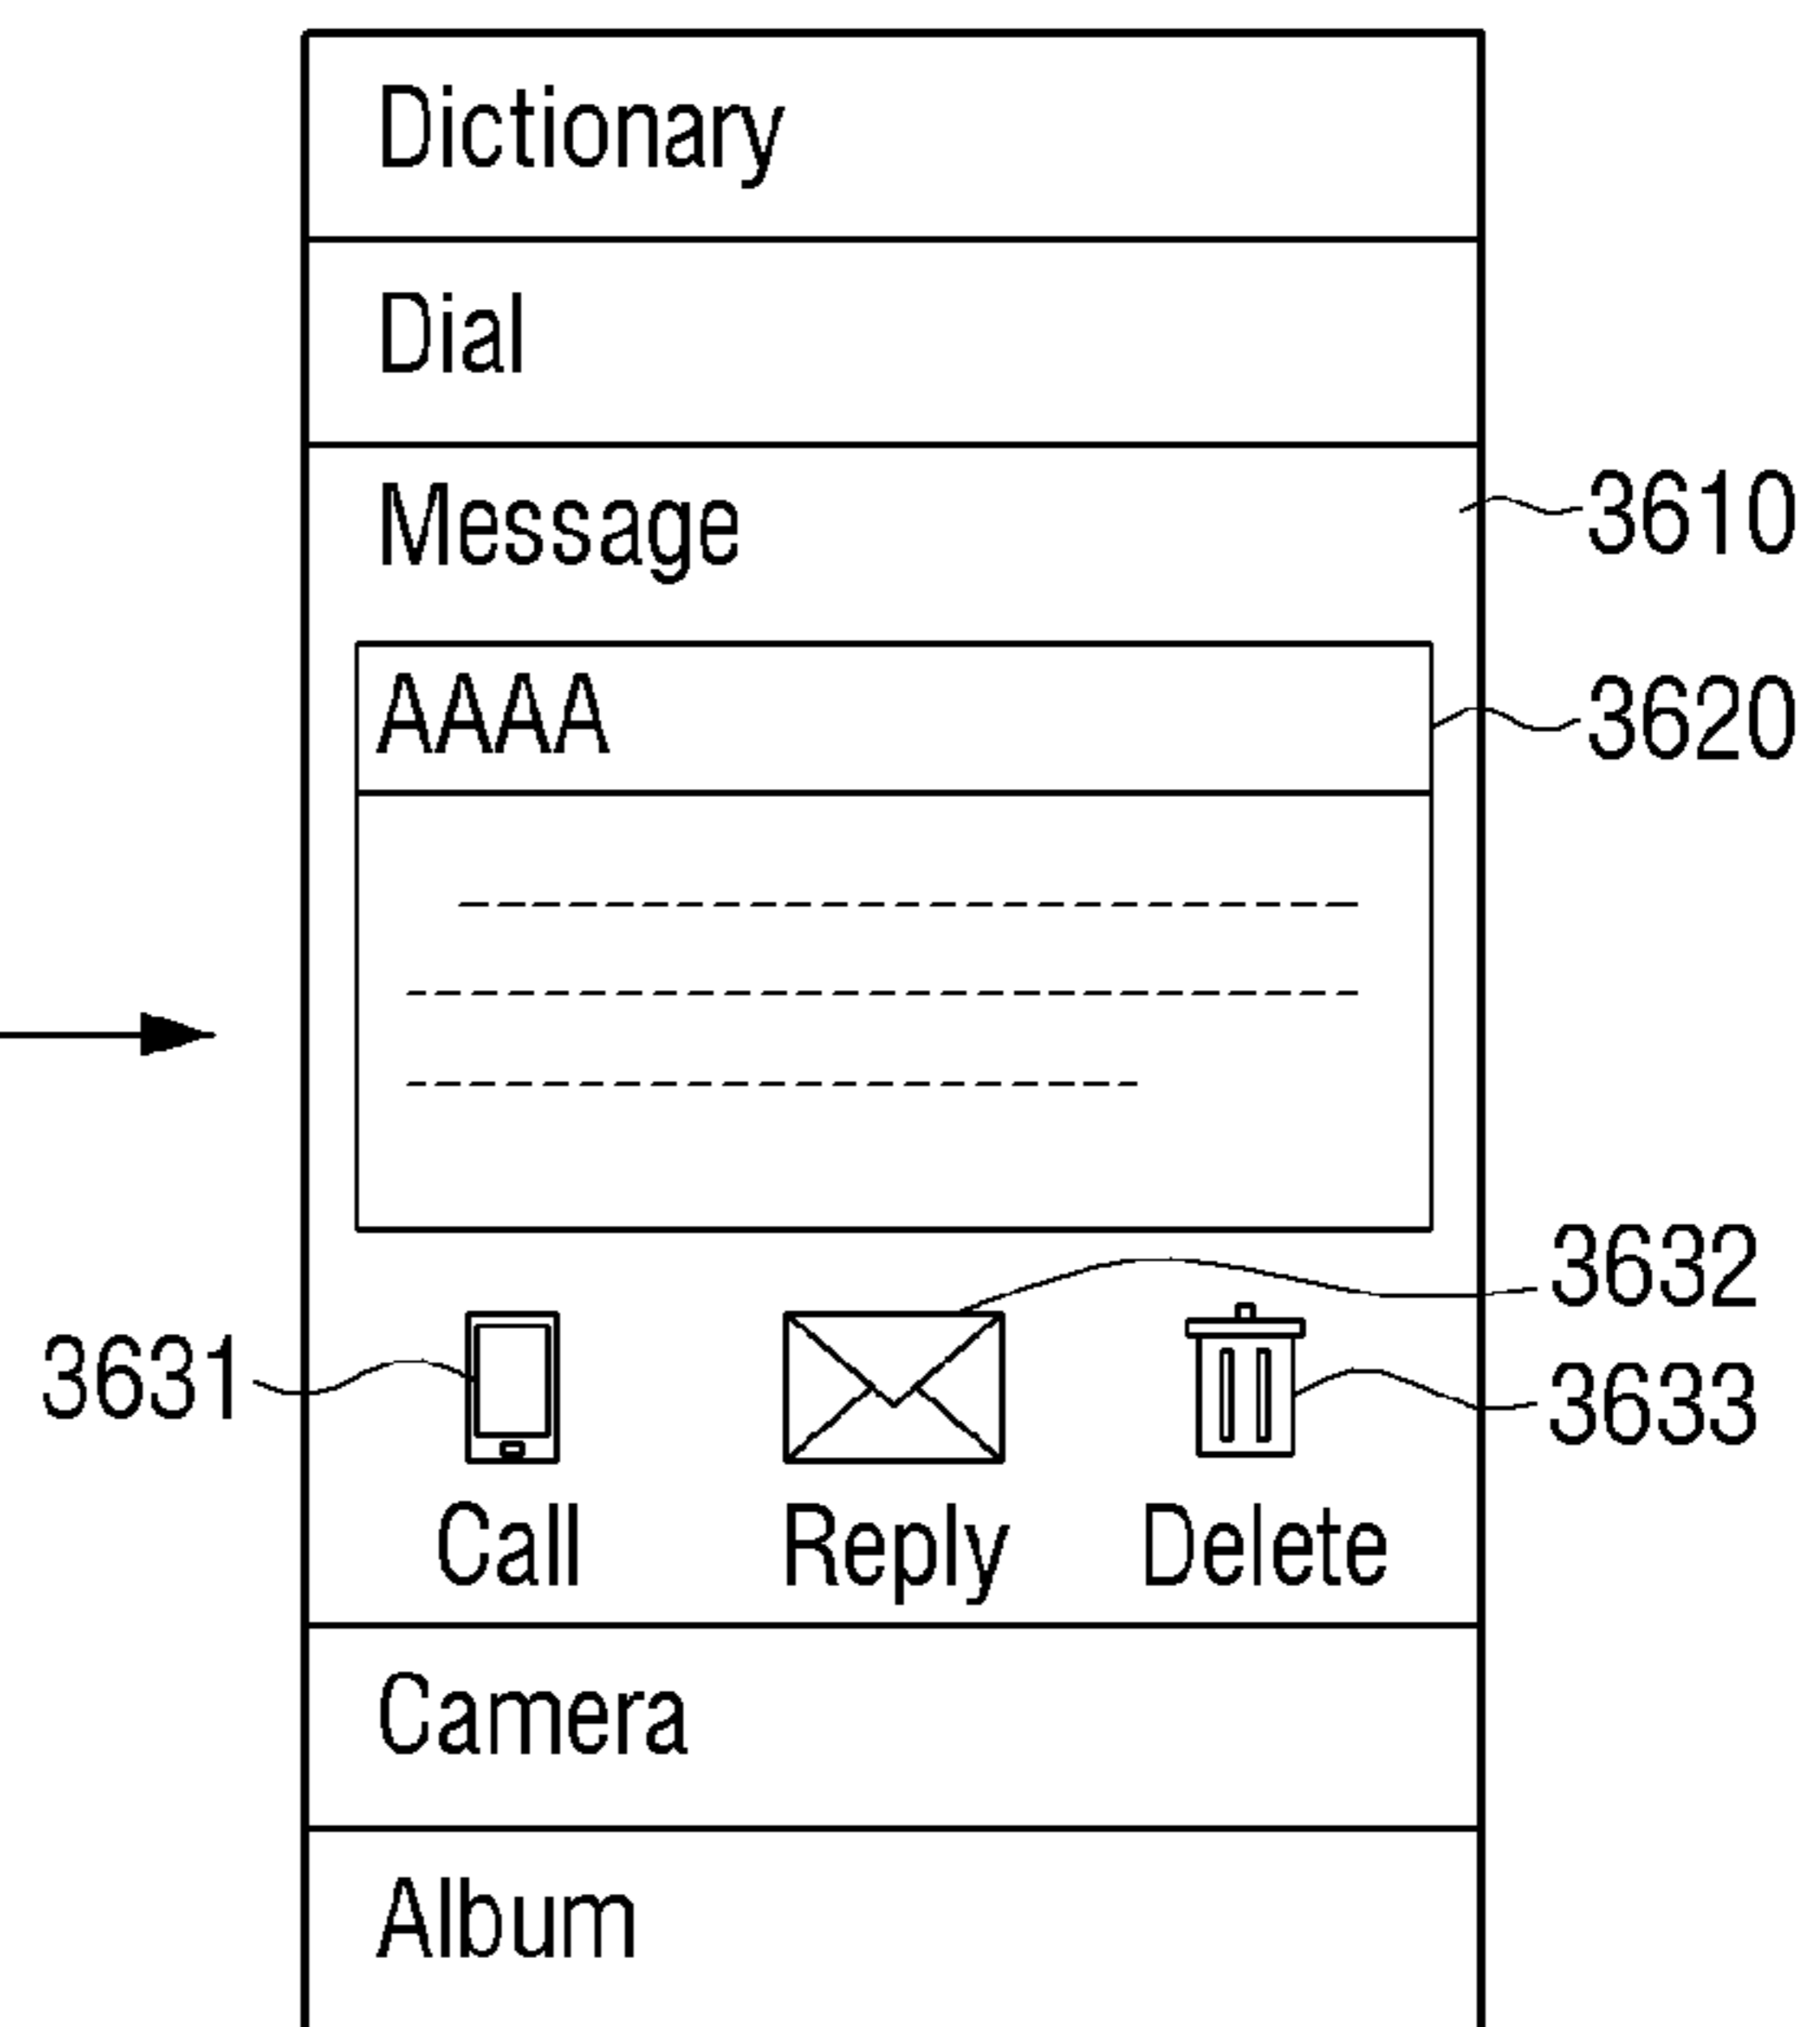 Dictionary
Dial
Message
3610
AAAA
3620
3632
3631
3633
Call Reply Delete
Camera
Album